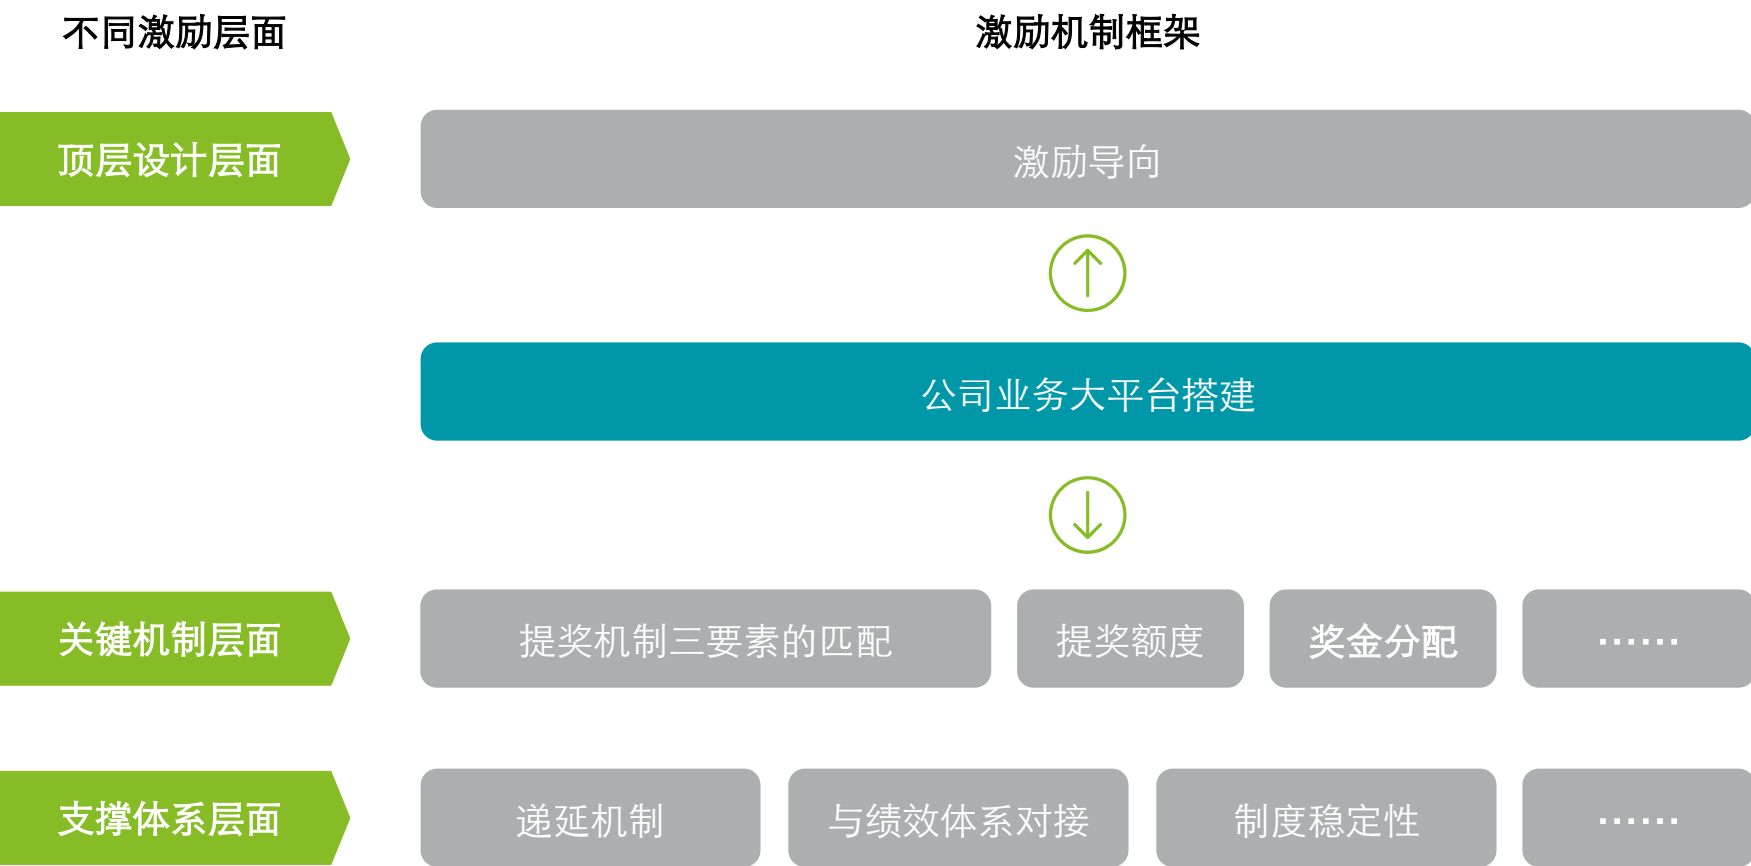 不同激励层面
激励机制框架
顶层设计层面
激励导向
公司业务大平台搭建
关键机制层面
提奖机制三要素的匹配
提奖额度
奖金分配
……
支撑体系层面
递延机制
与绩效体系对接
制度稳定性
……